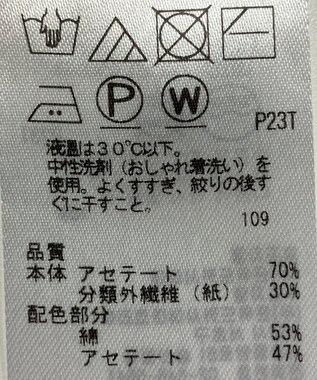 P W
P23T
液温は30℃以下。
中性洗剤（おしゃれ着洗い）を
使用。よくすすぎ、絞りの後す
ぐに干すこと。
109
品質
本体 アセテート 70%
分類外繊維（紙） 30%
配色部分
綿 53%
アセテート 47%